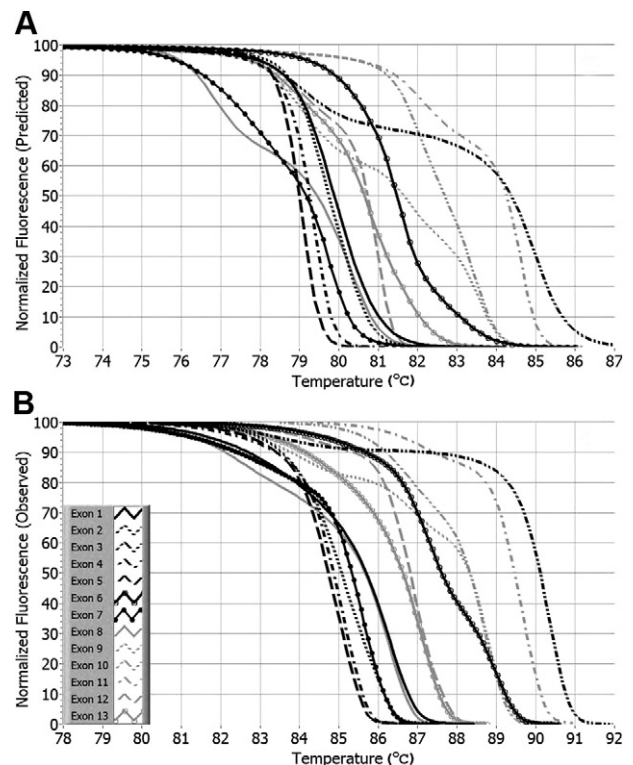 A
Normalized Fluorescence (Predicted)
100
90
80
70
60
50
40
30
20
10
0
73 74 75 76 77 78 79 80 81 82 83 84 85 86 87
Temperature (°C)
B
Normalized Fluorescence (Observed)
100
90
80
70
60
50
40
30
20
10
0
Exon 1
Exon 2
Exon 3
Exon 4
Exon 5
Exon 6
Exon 7
Exon 8
Exon 9
Exon 10
Exon 11
Exon 12
Exon 13
78 79 80 81 82 83 84 85 86 87 88 89 90 91 92
Temperature (°C)